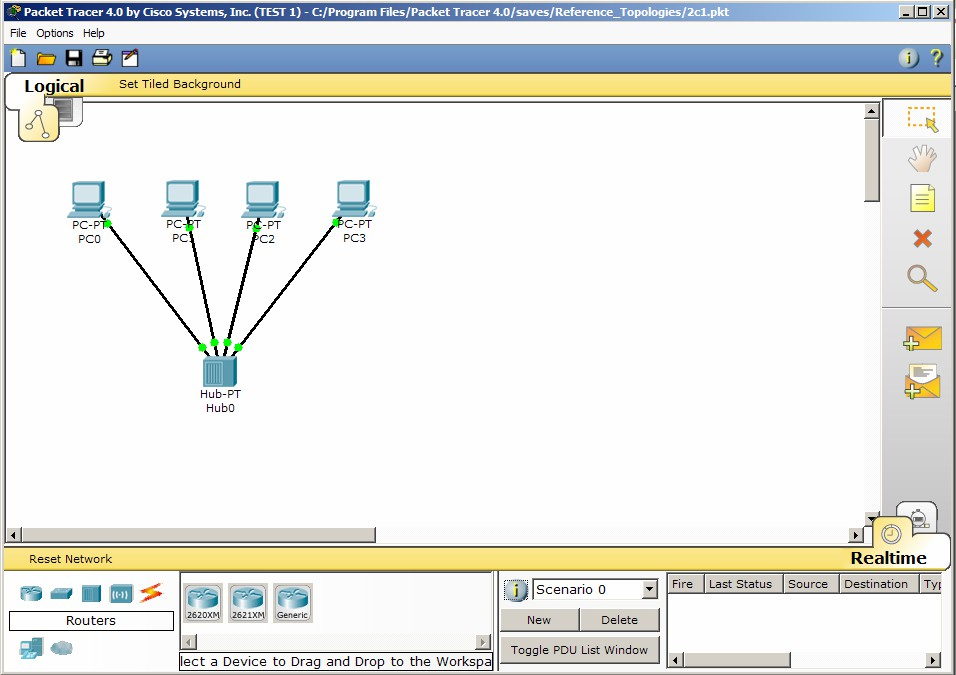 Packet Tracer 4.0 by Cisco Systems, Inc. (TEST 1) - C:/Program Files/Packet Tracer 4.0/saves/Reference_Topologies/2c1.pkt
File Options Help
Logical Set Tiled Background
PC-PT PC-PT PC-PT PC-PT
PC0 PC1 PC2 PC3
Hub-PT
Hub0
Reset Network Realtime
Routers
2620XM 2621XM Generic
lect a Device to Drag and Drop to the Workspa
Scenario 0
New Delete
Toggle PDU List Window
Fire Last Status Source Destination Typ